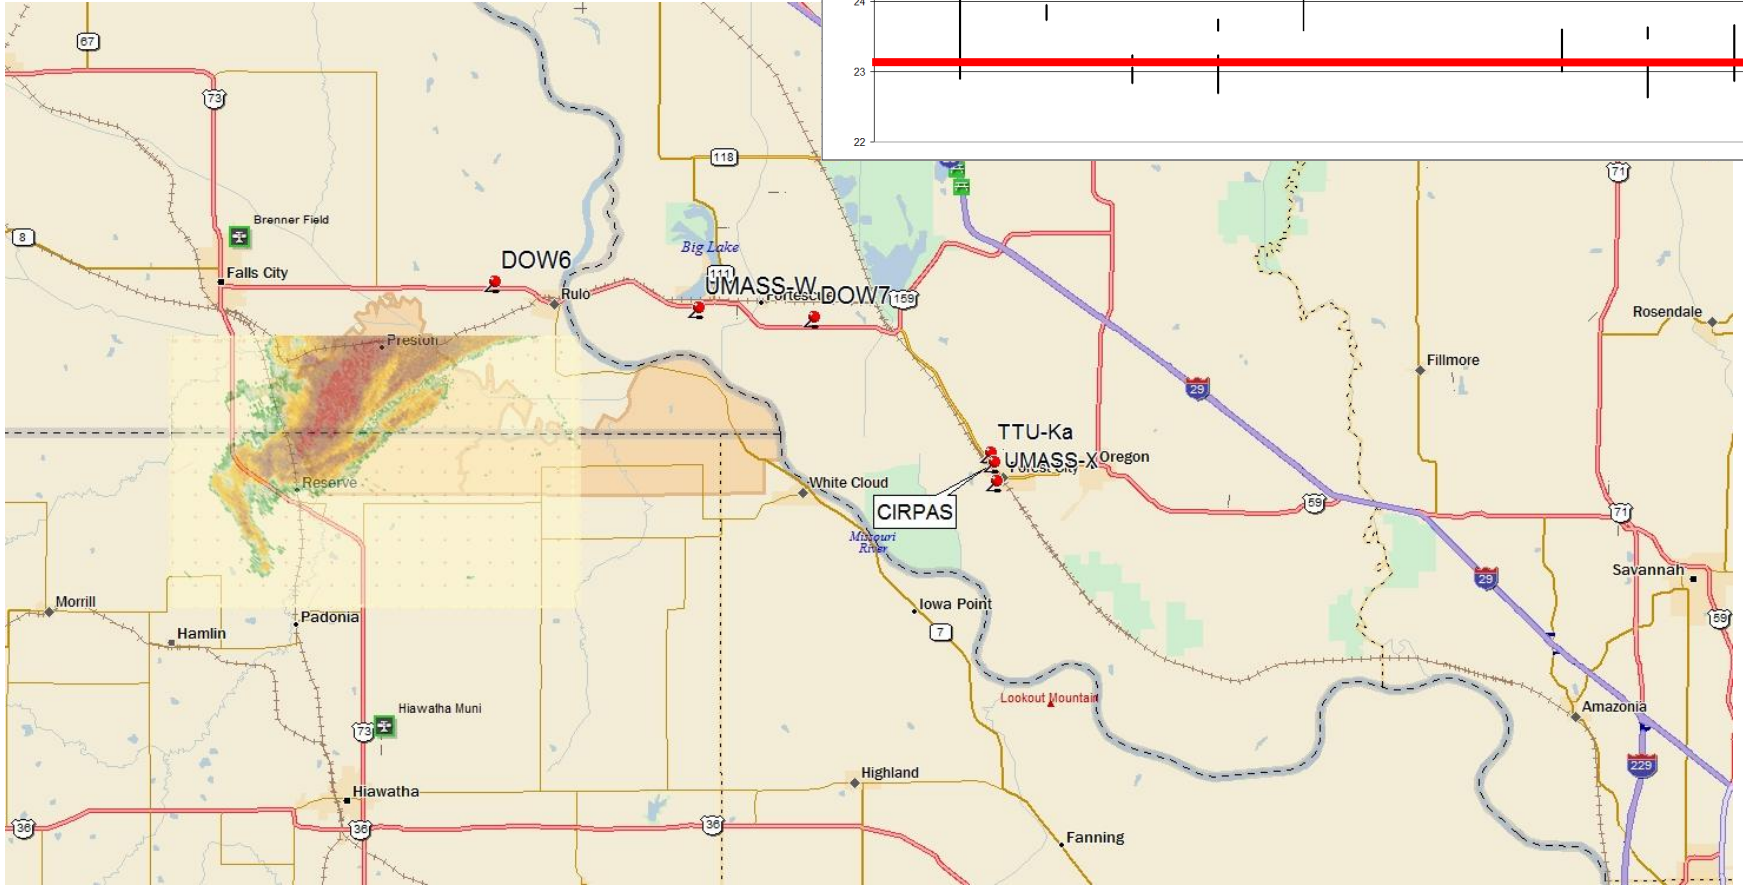 24
23
22
67
73
118
71
8
Brenner Field
Big Lake
Falls City
DOW6
111
UMASS-W
DOW7
159
Rulo
Rosendale
Preston
Fillmore
29
TTU-Ka
UMASS-X
Oregon
Reserve
White Cloud
CIRPAS
59
71
Missouri
River
29
Savannah
Morrill
Iowa Point
Padonia
59
Hamlin
7
Lookout Mountain
Hiawatha Muni
Amazonia
73
229
Highland
Hiawatha
36
36
36
Fanning